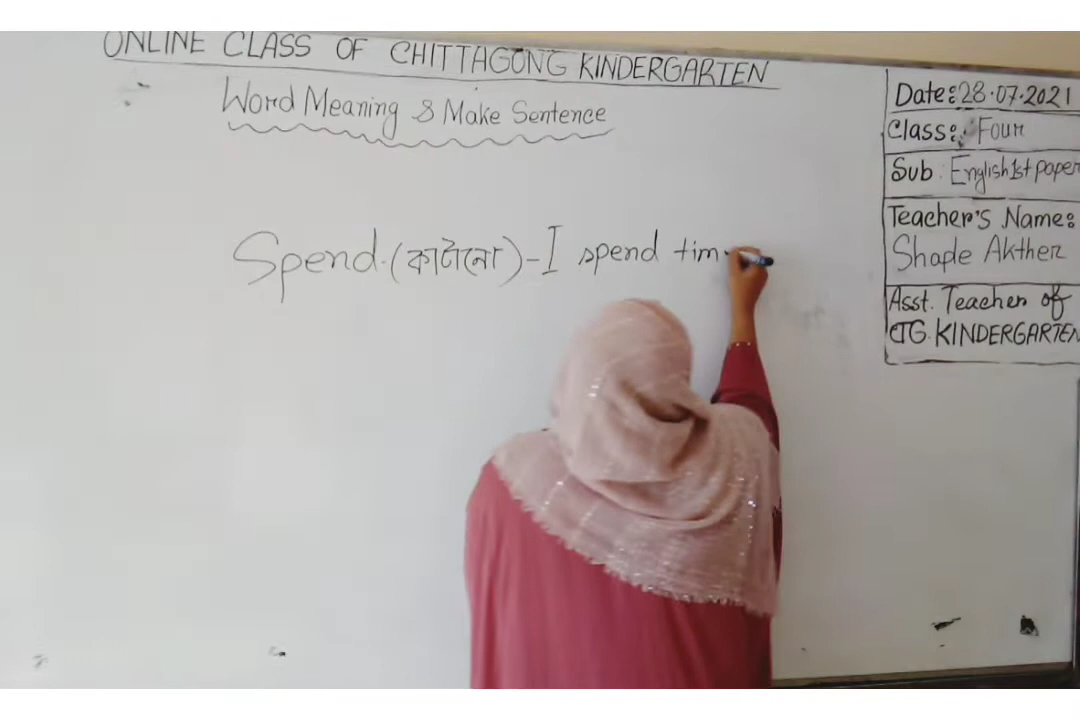 ONLINE CLASS OF CHITTAGONG KINDERGARTEN
Word Meaning & Make Sentence
Spend. (কাটানো) - I spend tim
Date: 28.07.2021
Class: Four
Sub: English 1st paper
Teacher's Name:
Shaple Akther
Asst. Teacher of
CTG. KINDERGARTEN